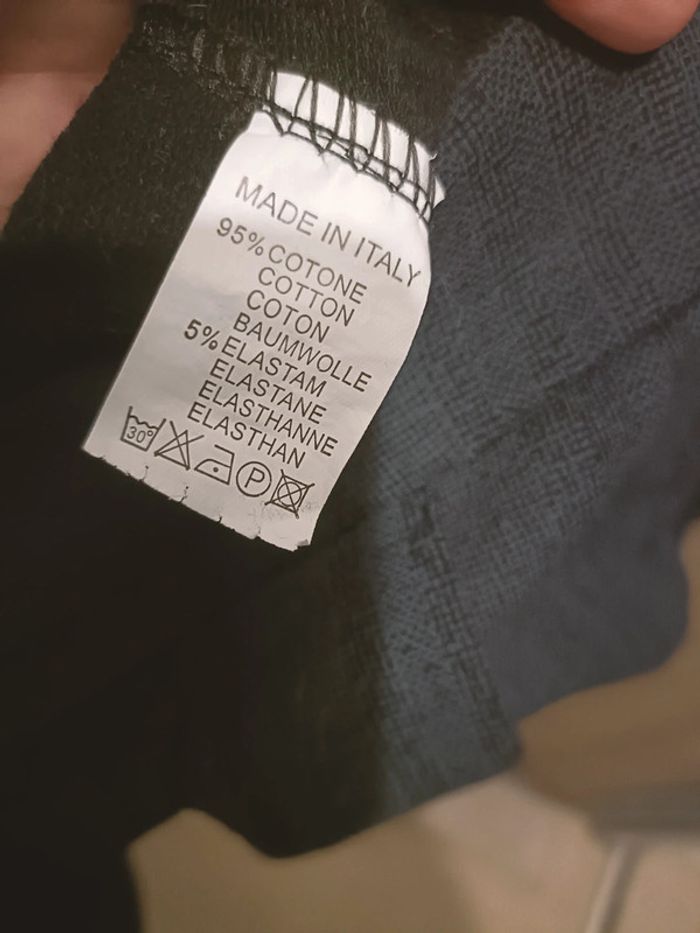 MADE IN ITALY
95% COTONE
COTTON
COTON
BAUMWOLLE
5% ELASTAM
ELASTANE
ELASTHANNE
ELASTHAN
30° P